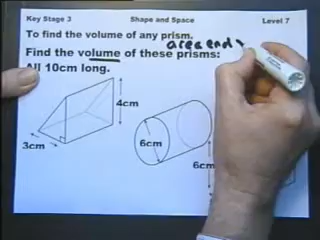 Key Stage 3 Shape and Space Level 7
To find the volume of any prism.
area end x
Find the volume of these prisms:
All 10cm long.
4cm
3cm
6cm
6cm